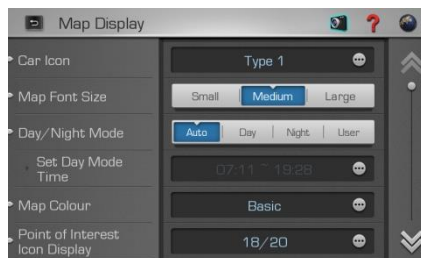 Map Display
Car Icon
Type 1
Map Font Size
Small Medium Large
Day/Night Mode
Auto Day Night User
Set Day Mode
Time
07:11 ~ 19:28
Map Colour
Basic
Point of Interest
Icon Display
18/20